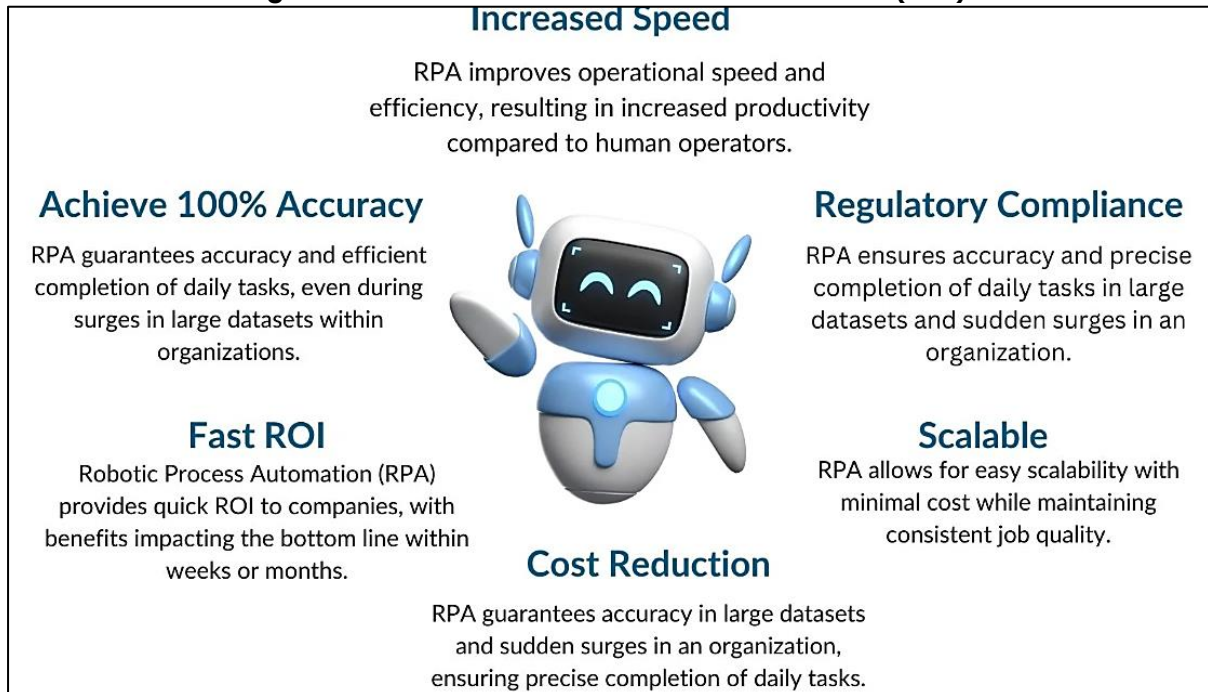 Increased Speed
RPA improves operational speed and
efficiency, resulting in increased productivity
compared to human operators.
Achieve 100% Accuracy
RPA guarantees accuracy and efficient
completion of daily tasks, even during
surges in large datasets within
organizations.
Regulatory Compliance
RPA ensures accuracy and precise
completion of daily tasks in large
datasets and sudden surges in an
organization.
Fast ROI
Robotic Process Automation (RPA)
provides quick ROI to companies, with
benefits impacting the bottom line within
weeks or months.
Scalable
RPA allows for easy scalability with
minimal cost while maintaining
consistent job quality.
Cost Reduction
RPA guarantees accuracy in large datasets
and sudden surges in an organization,
ensuring precise completion of daily tasks.